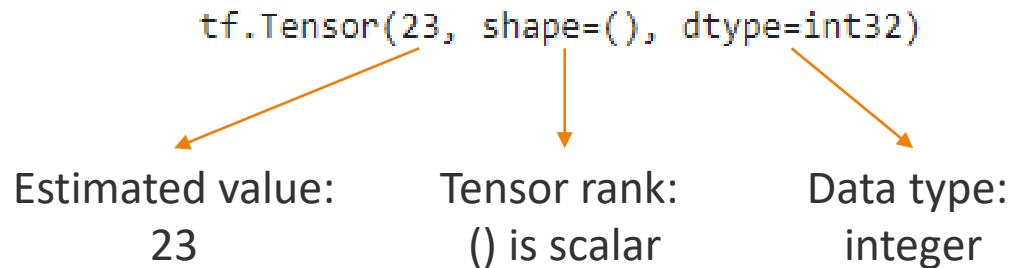 tf.Tensor(23, shape=(), dtype=int32)
Estimated value:
23
Tensor rank:
() is scalar
Data type:
integer